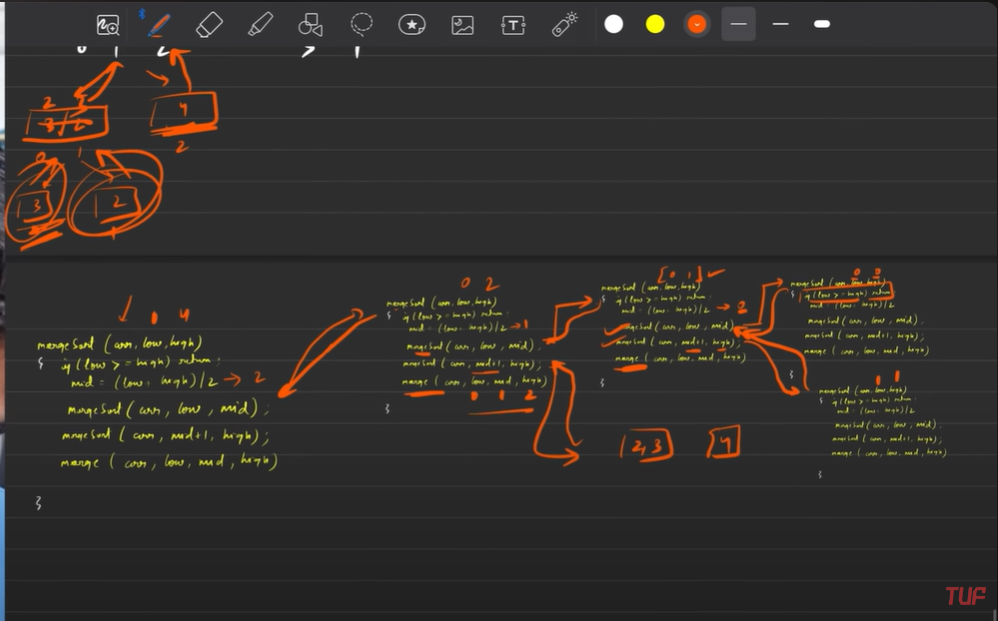 0 1 2 3 4
2 3
3/2
4
2
0 1
3 2
0 4
mergeSort (arr, low, high)
{ if (low >= high) return;
mid = (low + high)/2 → 2
mergeSort (arr, low, mid);
mergeSort (arr, mid+1, high);
merge (arr, low, mid, high)
}
0 2
mergeSort (arr, low, high)
{ if (low >= high) return;
mid = (low + high)/2 → 1
mergeSort (arr, low, mid);
mergeSort (arr, mid+1, high);
merge (arr, low, mid, high)
0 1 2
}
2,3 4
[0 1]
mergeSort (arr, low, high)
{ if (low >= high) return;
mid = (low + high)/2
mergeSort (arr, low, mid)
mergeSort (arr, mid+1, high);
merge (arr, low, mid, high)
}
0 0
mergeSort (arr, low, high)
{ if (low >= high) return
mid = (low + high)/2
mergeSort (arr, low, mid);
mergeSort (arr, mid+1, high);
merge (arr, low, mid, high)
}
1 1
mergeSort (arr, low, high)
{ if (low >= high) return;
mid = (low + high)/2
mergeSort (arr, low, mid);
mergeSort (arr, mid+1, high);
merge (arr, low, mid, high)
}
TUF